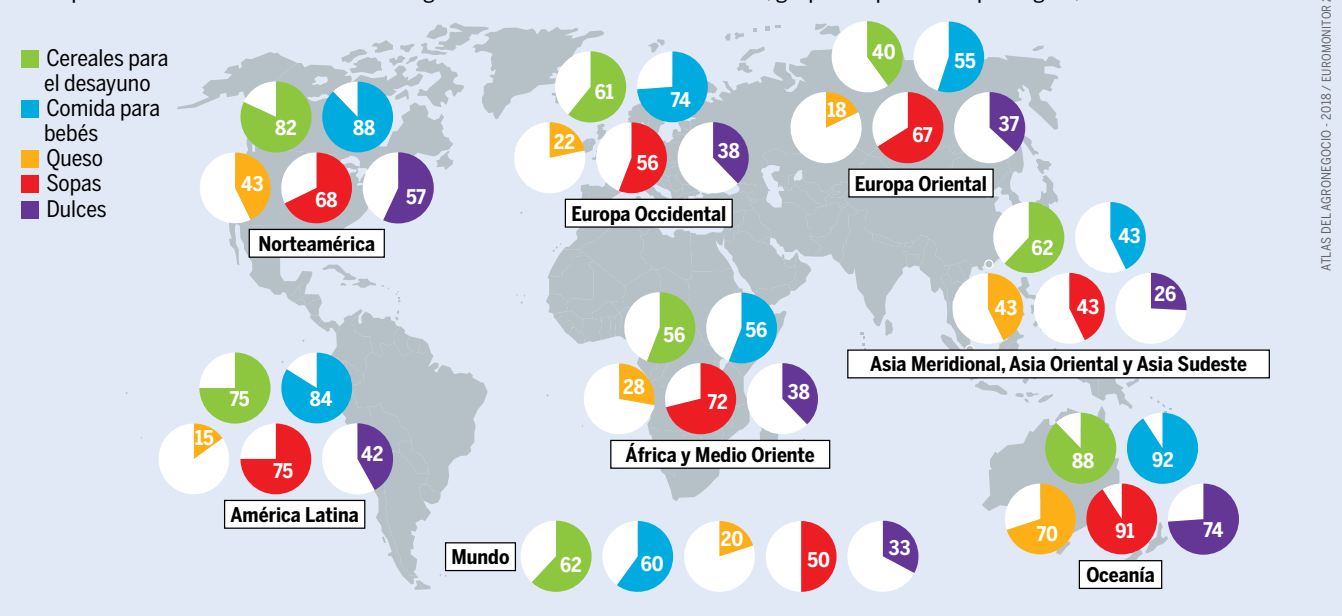 Cereales para
el desayuno
Comida para
bebés
Queso
Sopas
Dulces
82
88
43
68
57
Norteamérica
61
74
22
56
38
Europa Occidental
40
55
18
67
37
Europa Oriental
62
43
43
43
26
Asia Meridional, Asia Oriental y Asia Sudeste
56
56
28
72
38
África y Medio Oriente
75
84
15
75
42
América Latina
88
92
70
91
74
Oceanía
Mundo
62
60
20
50
33
ATLAS DEL AGRONEGOCIO - 2018 / EUROMONITOR